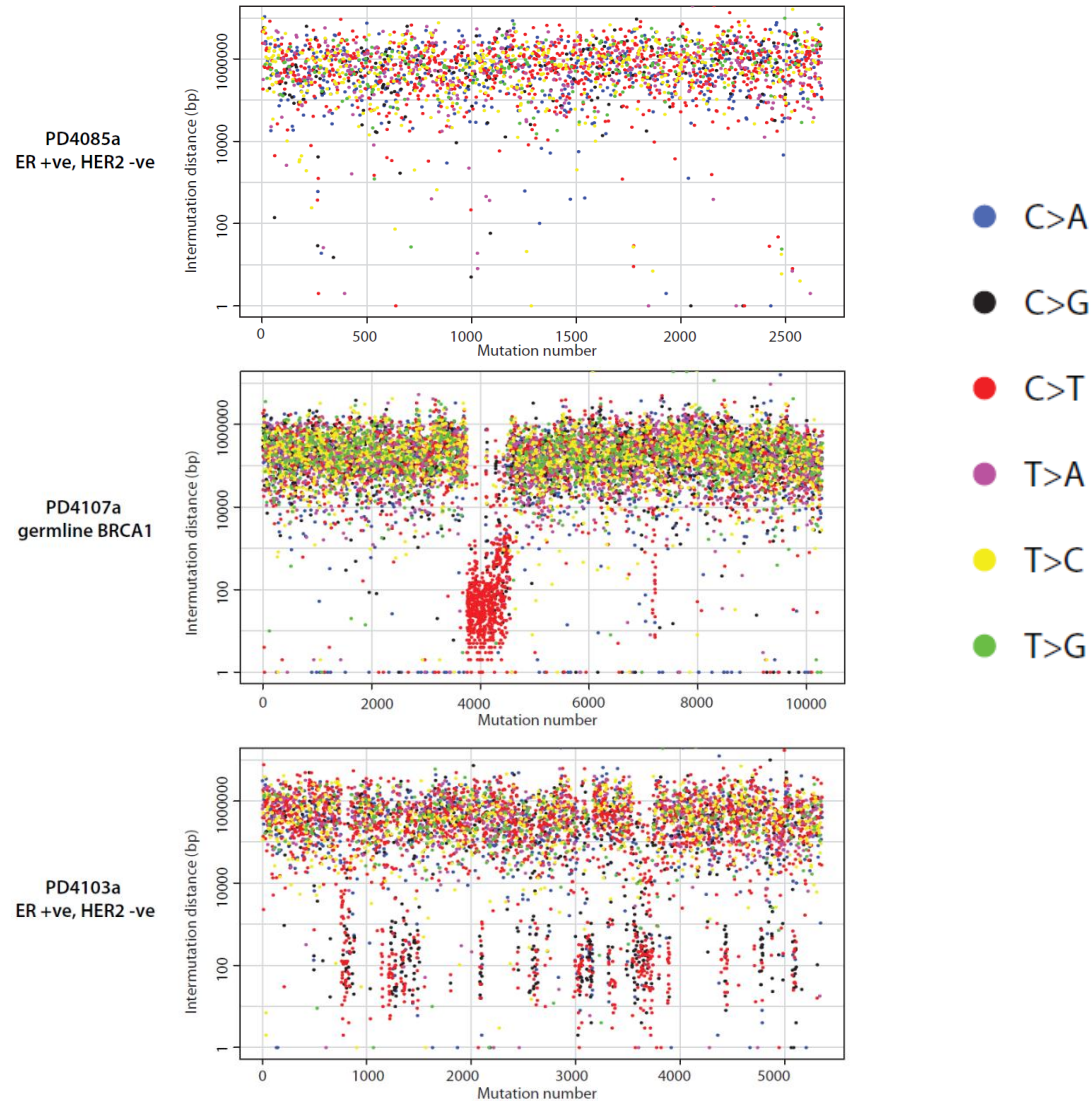 PD4085a
ER +ve, HER2 -ve
Intermutation distance (bp)
1000000
10000
100
1
0
500
1000
1500
2000
2500
Mutation number
PD4107a
germline BRCA1
Intermutation distance (bp)
1000000
10000
100
1
0
2000
4000
6000
8000
10000
Mutation number
PD4103a
ER +ve, HER2 -ve
Intermutation distance (bp)
1000000
10000
100
1
0
1000
2000
3000
4000
5000
Mutation number
C>A
C>G
C>T
T>A
T>C
T>G